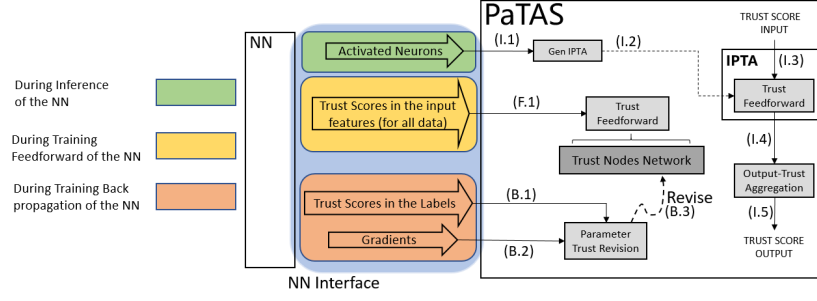 PaTAS
NN
Activated Neurons
(I.1)
Gen IPTA
(I.2)
TRUST SCORE
INPUT
(I.3)
IPTA
Trust
Feedforward
(I.4)
Output-Trust
Aggregation
(I.5)
TRUST SCORE
OUTPUT
During Inference
of the NN
During Training
Feedforward of the NN
During Training Back
propagation of the NN
Trust Scores in the input
features (for all data)
(F.1)
Trust
Feedforward
Trust Nodes Network
Trust Scores in the Labels
(B.1)
Revise
(B.3)
Gradients
(B.2)
Parameter
Trust Revision
NN Interface